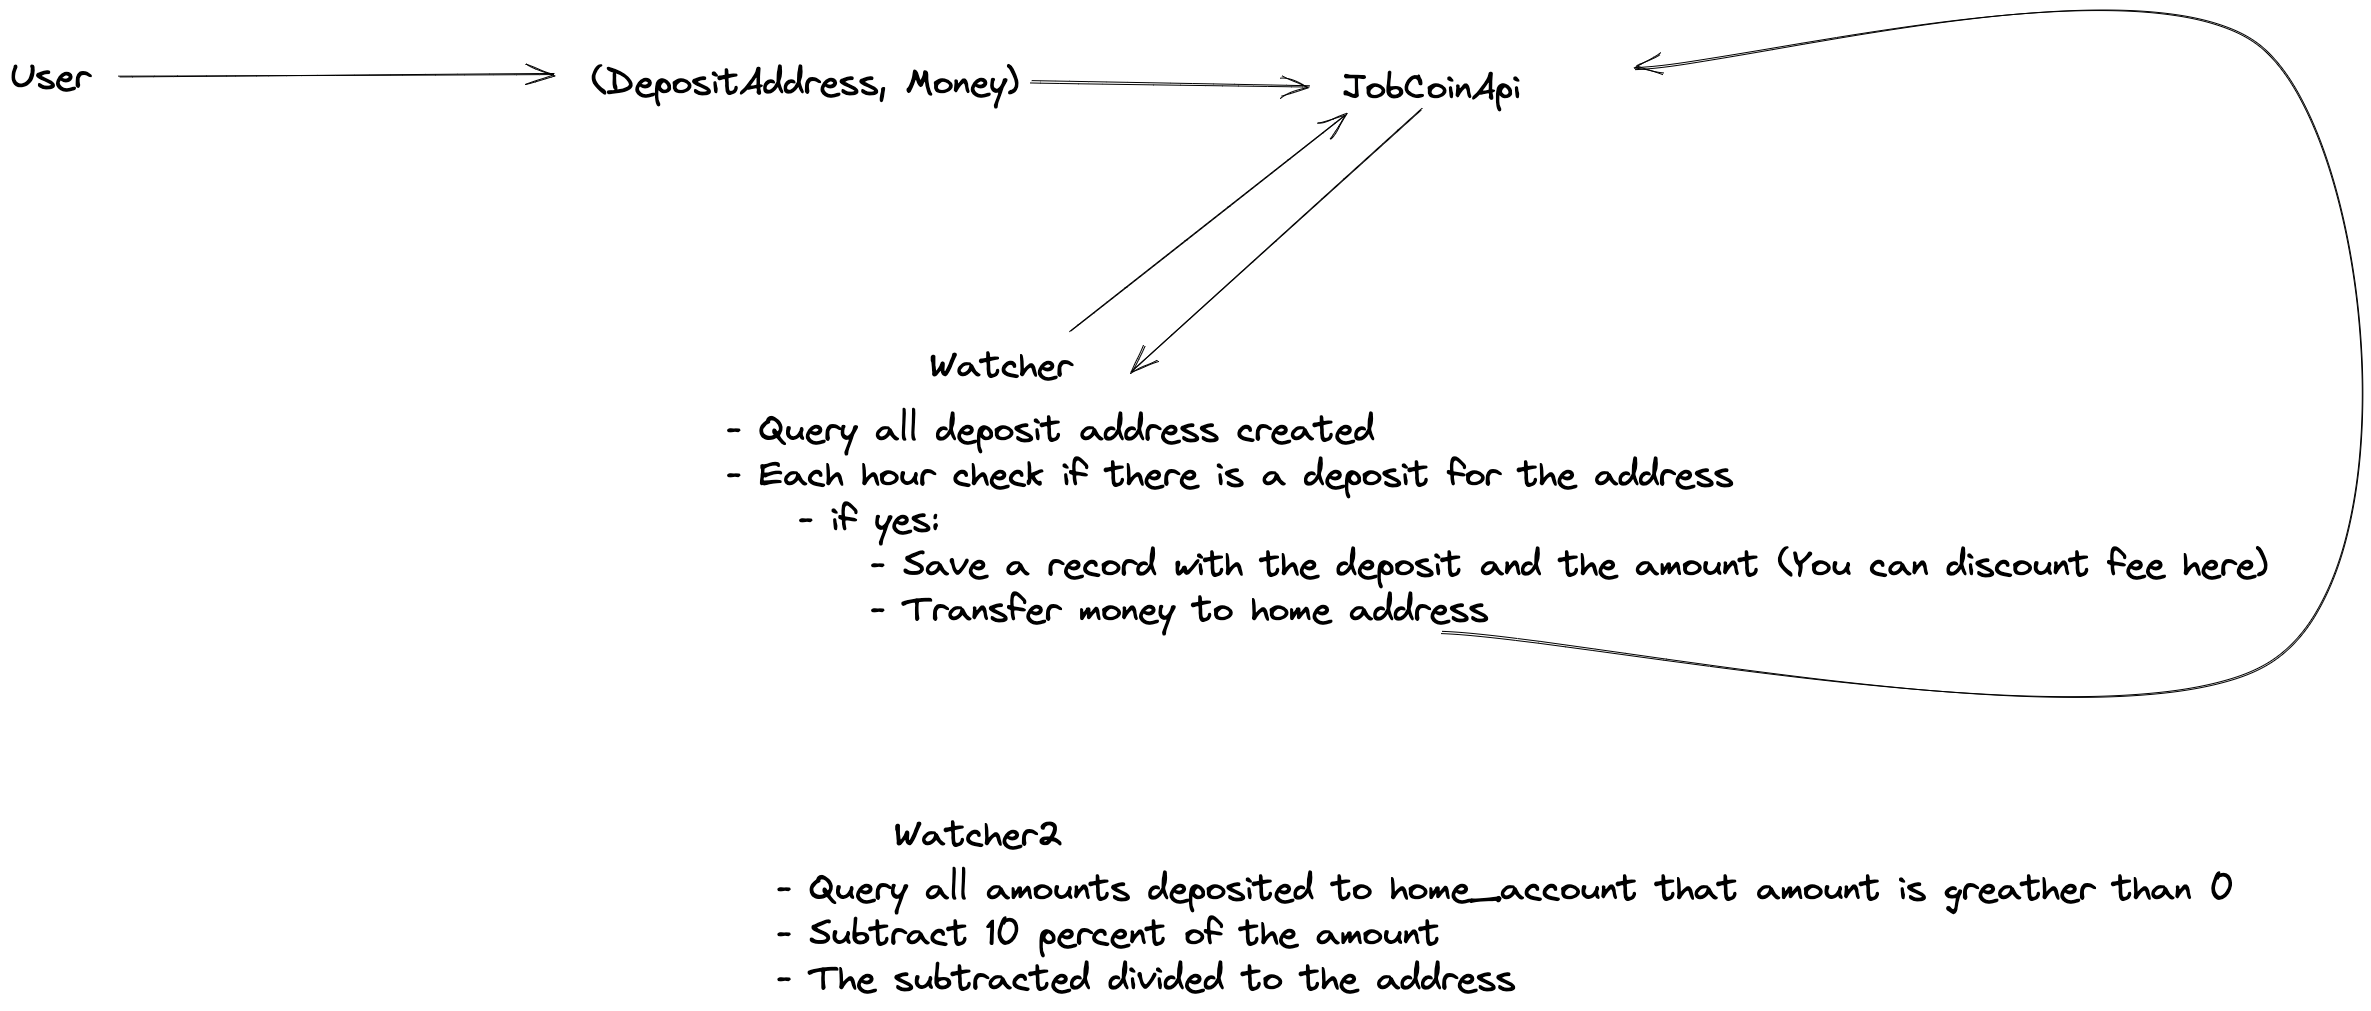 User
(DepositAddress, Money)
JobCoinApi
Watcher
- Query all deposit address created
- Each hour check if there is a deposit for the address
- if yes:
- Save a record with the deposit and the amount (You can discount fee here)
- Transfer money to home address
Watcher2
- Query all amounts deposited to home_account that amount is greather than 0
- Subtract 10 percent of the amount
- The subtracted divided to the address